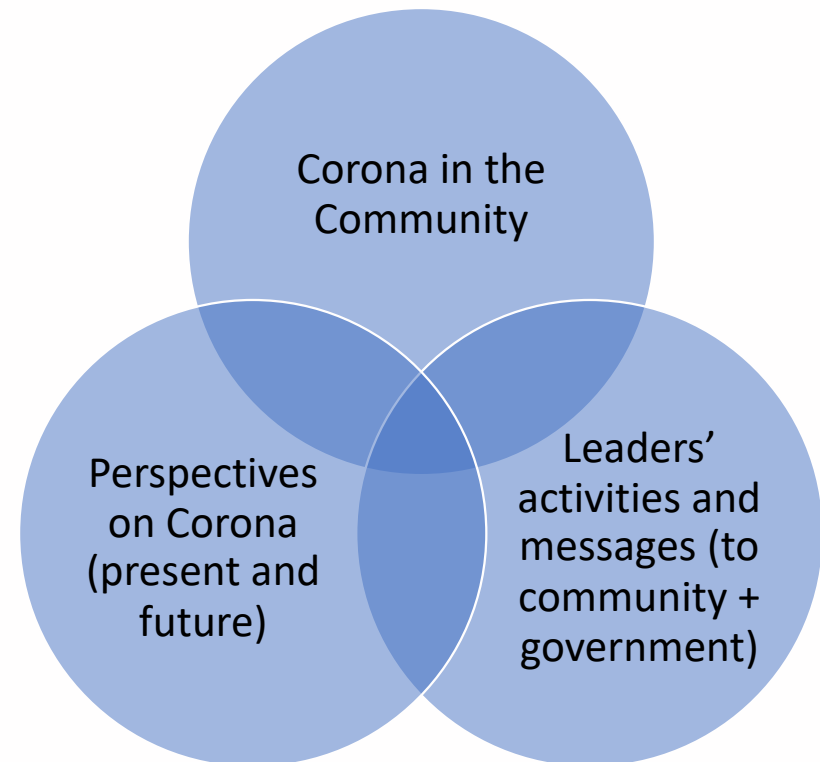 Corona in the
Community
Perspectives
on Corona
(present and
future)
Leaders’
activities and
messages (to
community +
government)